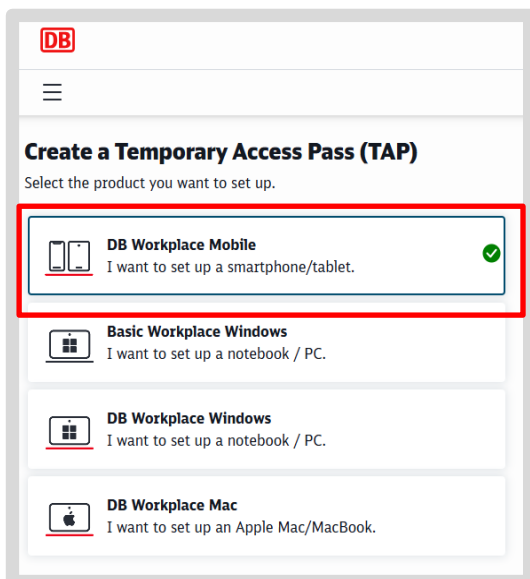 DB
Create a Temporary Access Pass (TAP)
Select the product you want to set up.
DB Workplace Mobile
I want to set up a smartphone/tablet.
Basic Workplace Windows
I want to set up a notebook / PC.
DB Workplace Windows
I want to set up a notebook / PC.
DB Workplace Mac
I want to set up an Apple Mac/MacBook.